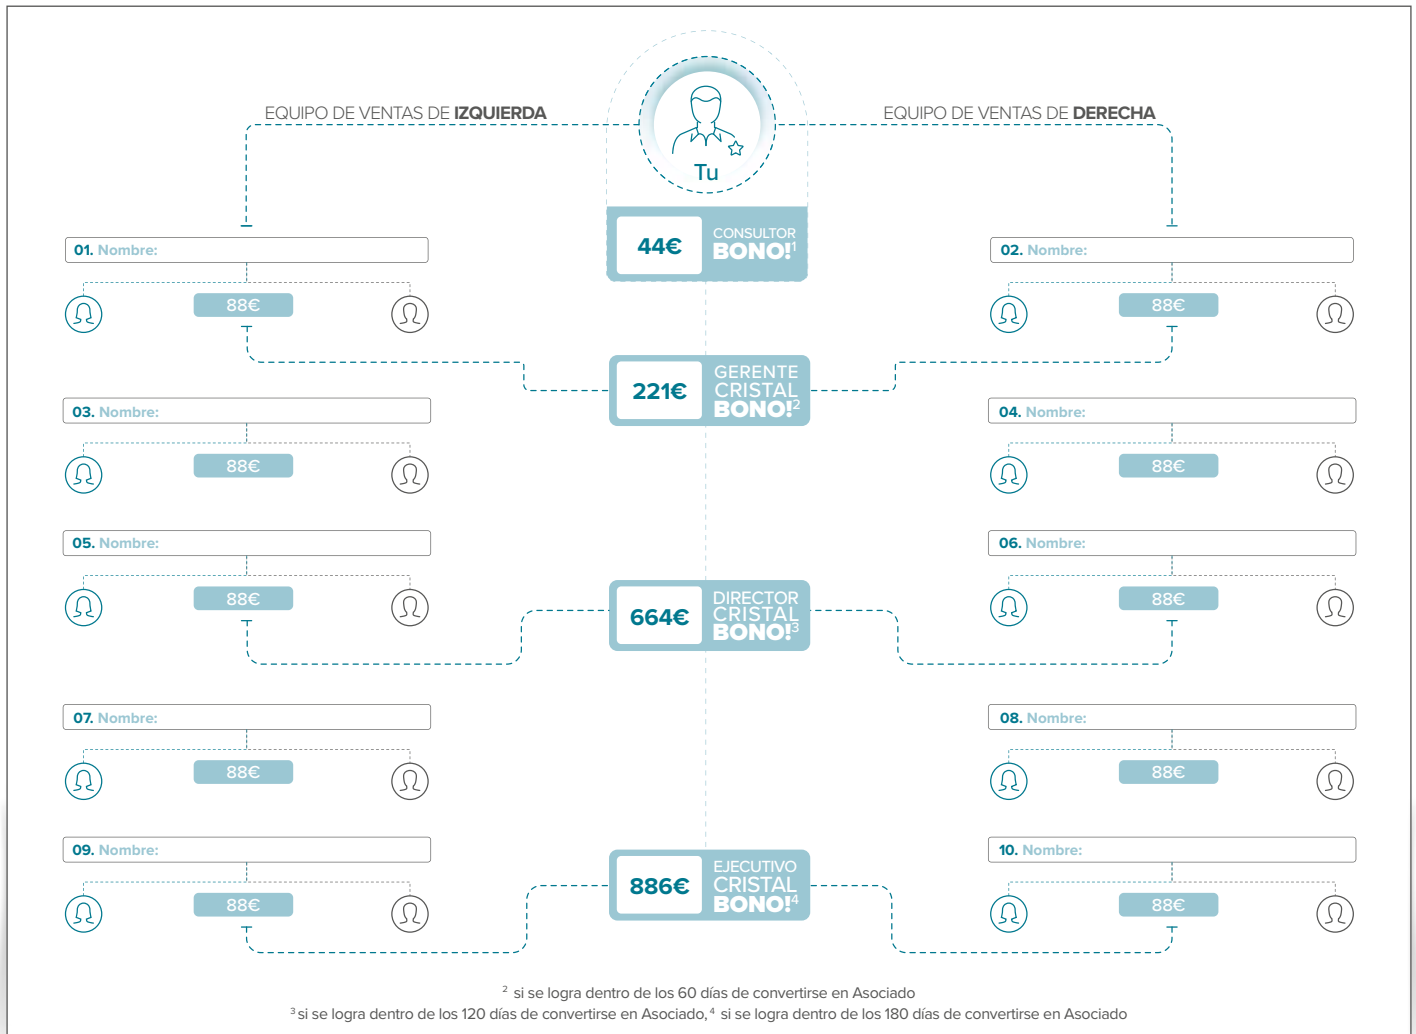 EQUIPO DE VENTAS DE IZQUIERDA
EQUIPO DE VENTAS DE DERECHA
Tu
44€
CONSULTOR
BONO!1
01. Nombre:
02. Nombre:
88€
88€
221€
GERENTE
CRISTAL
BONO!2
03. Nombre:
04. Nombre:
88€
88€
05. Nombre:
06. Nombre:
88€
88€
664€
DIRECTOR
CRISTAL
BONO!3
07. Nombre:
08. Nombre:
88€
88€
09. Nombre:
10. Nombre:
88€
88€
886€
EJECUTIVO
CRISTAL
BONO!4
2 si se logra dentro de los 60 días de convertirse en Asociado
3 si se logra dentro de los 120 días de convertirse en Asociado, 4 si se logra dentro de los 180 días de convertirse en Asociado